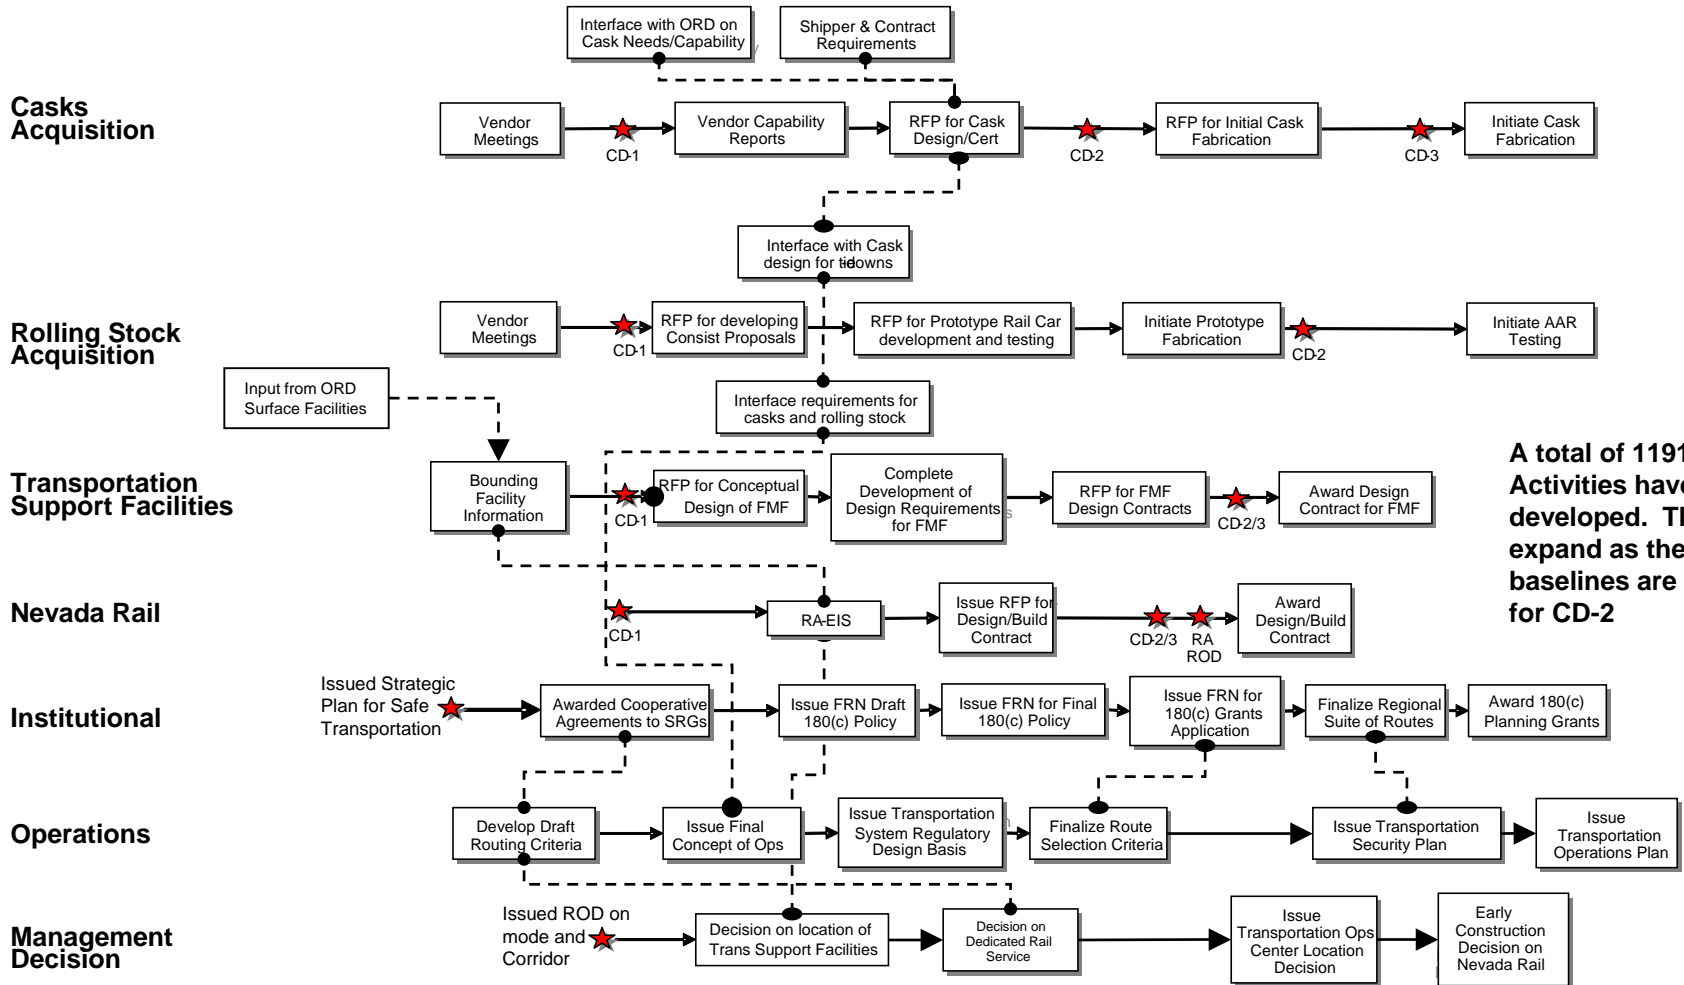 Interface with ORD on
Cask Needs/Capability
Shipper & Contract
Requirements
Casks
Acquisition
Vendor
Meetings
CD-1
Vendor Capability
Reports
RFP for Cask
Design/Cert
CD-2
RFP for Initial Cask
Fabrication
CD-3
Initiate Cask
Fabrication
Interface with Cask
design for tiedowns
Rolling Stock
Acquisition
Vendor
Meetings
CD-1
RFP for developing
Consist Proposals
RFP for Prototype Rail Car
development and testing
Initiate Prototype
Fabrication
CD-2
Initiate AAR
Testing
Input from ORD
Surface Facilities
Interface requirements for
casks and rolling stock
Transportation
Support Facilities
Bounding
Facility
Information
CD-1
RFP for Conceptual
Design of FMF
Complete
Development of
Design Requirements
for FMF
RFP for FMF
Design Contracts
CD-2/3
Award Design
Contract for FMF
A total of 1191
Activities have
developed. Th
expand as the
baselines are
for CD-2
Nevada Rail
CD-1
RA-EIS
Issue RFP for
Design/Build
Contract
CD-2/3
RA
ROD
Award
Design/Build
Contract
Institutional
Issued Strategic
Plan for Safe
Transportation
Awarded Cooperative
Agreements to SRGs
Issue FRN Draft
180(c) Policy
Issue FRN for Final
180(c) Policy
Issue FRN for
180(c) Grants
Application
Finalize Regional
Suite of Routes
Award 180(c)
Planning Grants
Operations
Develop Draft
Routing Criteria
Issue Final
Concept of Ops
Issue Transportation
System Regulatory
Design Basis
Finalize Route
Selection Criteria
Issue Transportation
Security Plan
Issue
Transportation
Operations Plan
Management
Decision
Issued ROD on
mode and
Corridor
Decision on location of
Trans Support Facilities
Decision on
Dedicated Rail
Service
Issue
Transportation Ops
Center Location
Decision
Early
Construction
Decision on
Nevada Rail